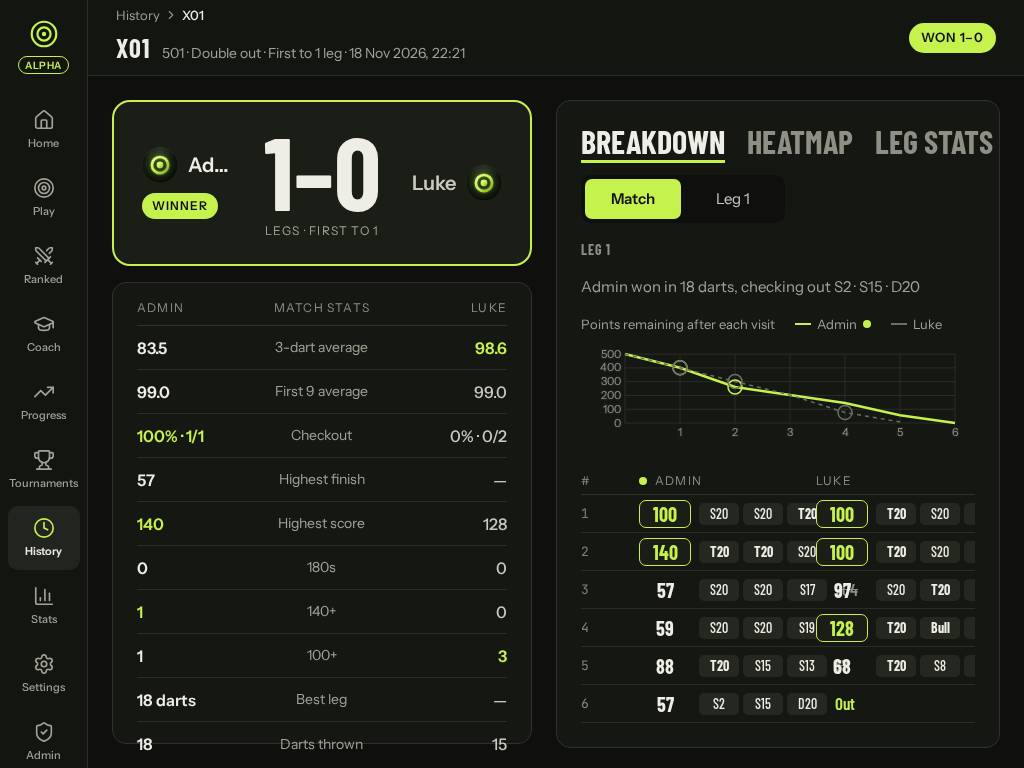 History > X01
X01 501 · Double out · First to 1 leg · 18 Nov 2026, 22:21
WON 1–0
ALPHA
Home
Play
Ranked
Coach
Progress
Tournaments
History
Stats
Settings
Admin
Ad...
WINNER
1–0
LEGS · FIRST TO 1
Luke
ADMIN MATCH STATS LUKE
83.5 3-dart average 98.6
99.0 First 9 average 99.0
100% · 1/1 Checkout 0% · 0/2
57 Highest finish —
140 Highest score 128
0 180s 0
1 140+ 0
1 100+ 3
18 darts Best leg —
18 Darts thrown 15
BREAKDOWN HEATMAP LEG STATS
Match Leg 1
LEG 1
Admin won in 18 darts, checking out S2 · S15 · D20
Points remaining after each visit Admin Luke
500
400
300
200
100
0
1 2 3 4 5 6
# ADMIN LUKE
1 100 S20 S20 T20 100 T20 S20
2 140 T20 T20 S20 100 T20 S20
3 57 S20 S20 S17 97 S20 T20
4 59 S20 S20 S19 128 T20 Bull
5 88 T20 S15 S13 68 T20 S8
6 57 S2 S15 D20 Out